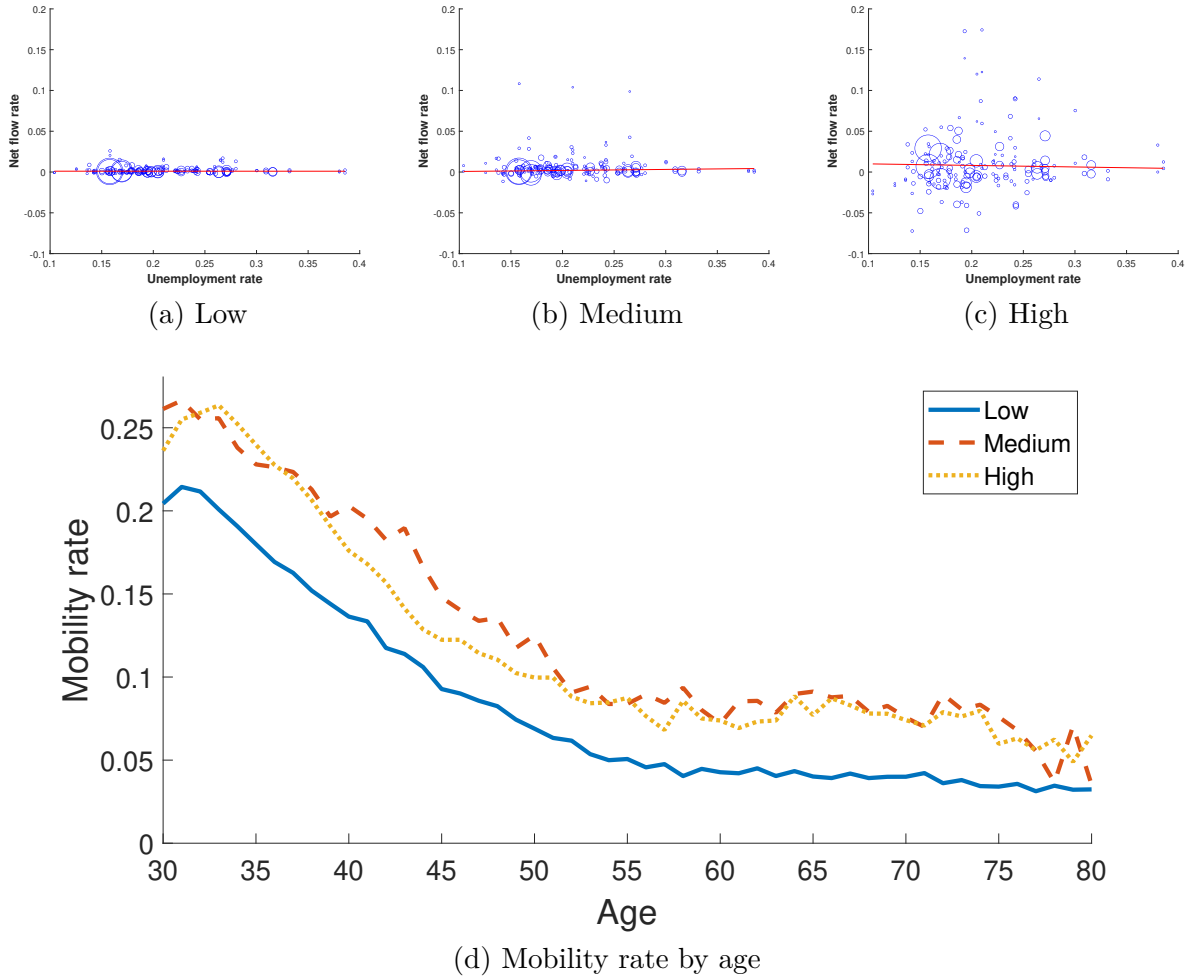 0.2
0.15
0.1
0.05
0
-0.05
-0.1
Net flow rate
0.1 0.15 0.2 0.25 0.3 0.35 0.4
Unemployment rate
(a) Low
0.2
0.15
0.1
0.05
0
-0.05
-0.1
Net flow rate
0.1 0.15 0.2 0.25 0.3 0.35 0.4
Unemployment rate
(b) Medium
0.2
0.15
0.1
0.05
0
-0.05
-0.1
Net flow rate
0.1 0.15 0.2 0.25 0.3 0.35 0.4
Unemployment rate
(c) High
Low
Medium
High
0.25
0.2
0.15
0.1
0.05
0
Mobility rate
30 35 40 45 50 55 60 65 70 75 80
Age
(d) Mobility rate by age